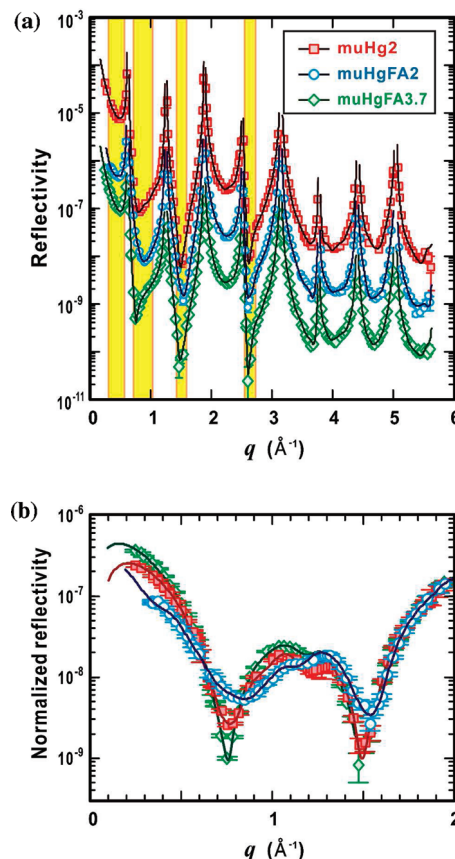 (a)
10-3
10-5
10-7
10-9
10-11
Reflectivity
muHg2
muHgFA2
muHgFA3.7
0 1 2 3 4 5 6
q (Å-1)
(b)
10-6
10-7
10-8
10-9
Normalized reflectivity
0 1 2
q (Å-1)